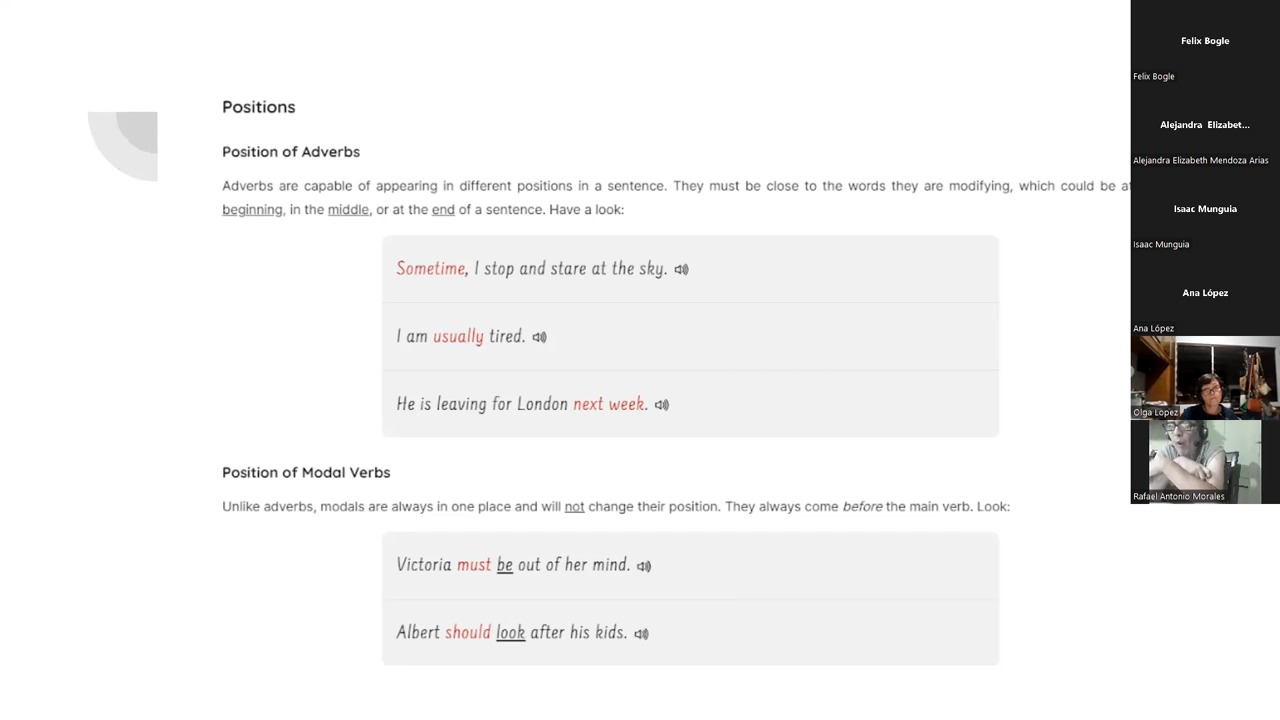 Positions
Position of Adverbs
Adverbs are capable of appearing in different positions in a sentence. They must be close to the words they are modifying, which could be at
beginning, in the middle, or at the end of a sentence. Have a look:
Sometime, I stop and stare at the sky.
I am usually tired.
He is leaving for London next week.
Position of Modal Verbs
Unlike adverbs, modals are always in one place and will not change their position. They always come before the main verb. Look:
Victoria must be out of her mind.
Albert should look after his kids.
Felix Bogle
Felix Bogle
Alejandra Elizabet...
Alejandra Elizabeth Mendoza Arias
Isaac Munguia
Isaac Munguia
Ana López
Ana López
Olga Lopez
Rafael Antonio Morales